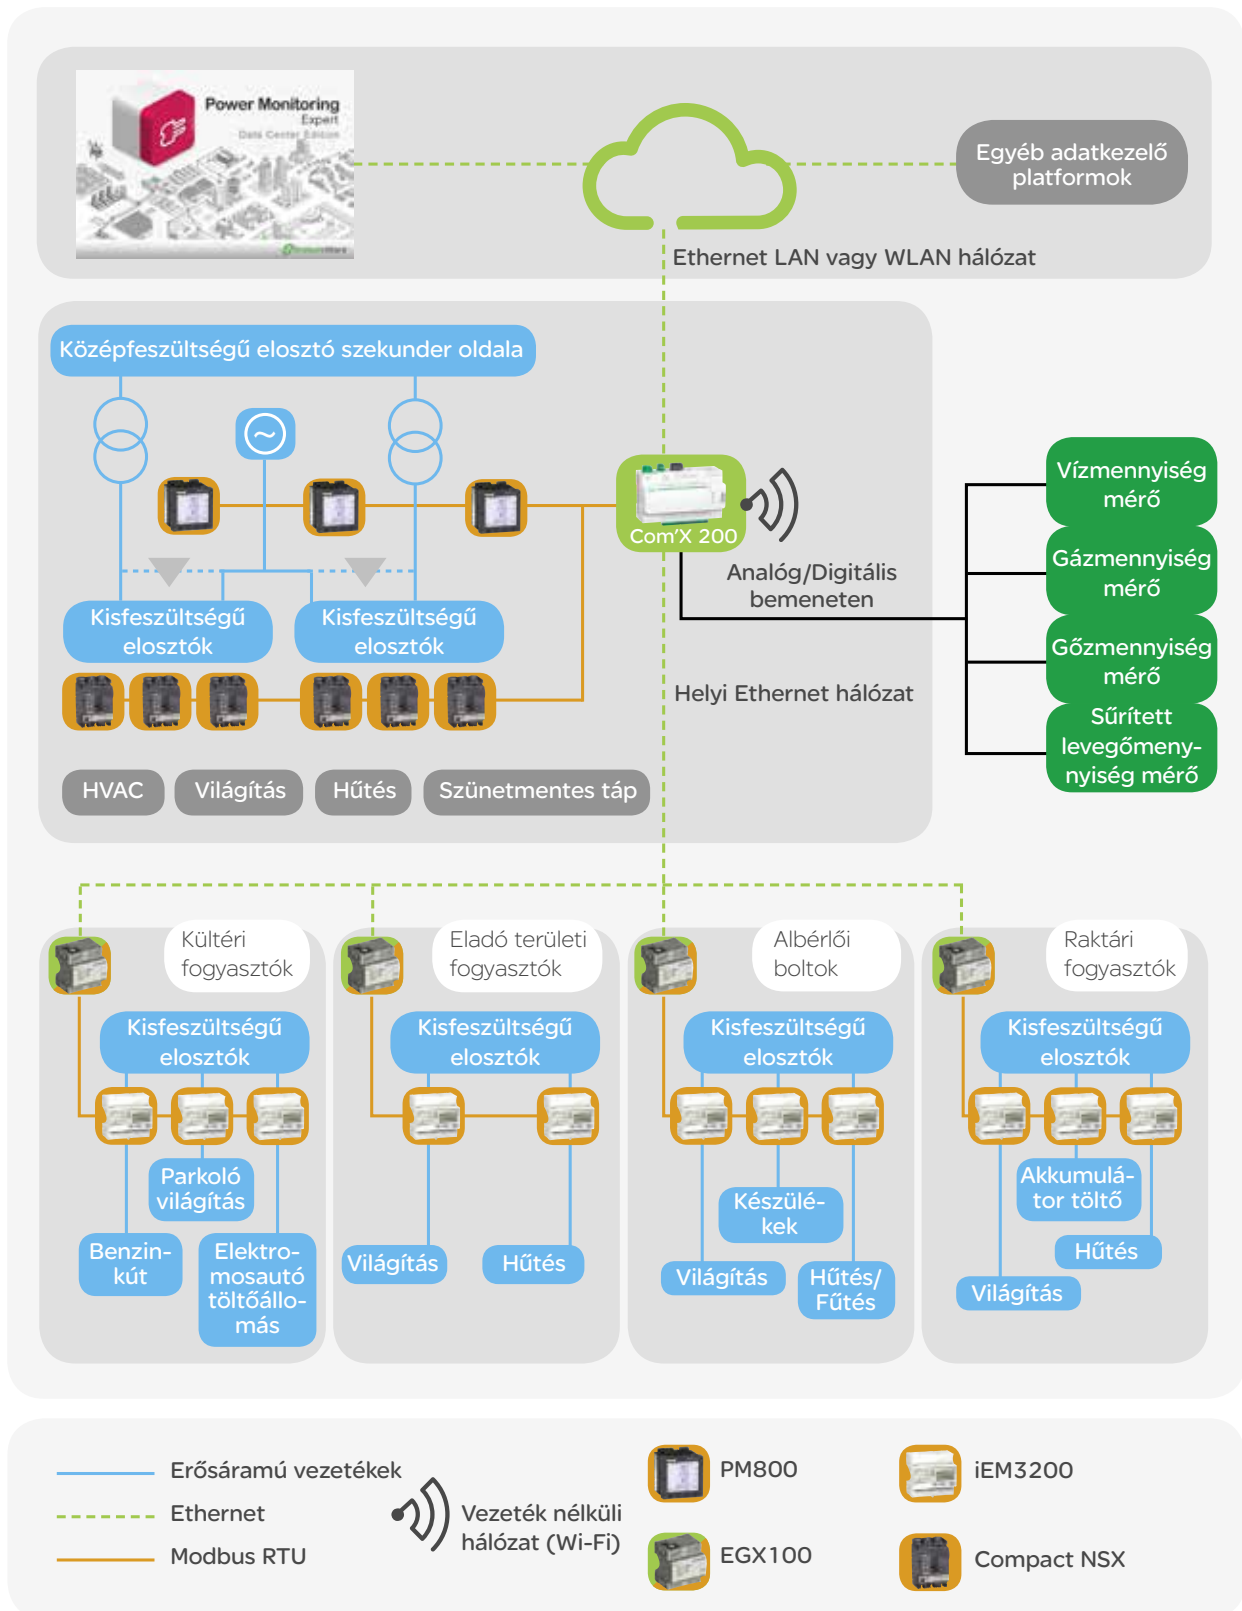 Power Monitoring
Expert
Data Center Edition
Egyéb adatkezelő
platformok
StruxureWare
Ethernet LAN vagy WLAN hálózat
Középfeszültségű elosztó szekunder oldala
Com'X 200
Analóg/Digitális
bemeneten
Vízmennyiség
mérő
Gázmennyiség
mérő
Gőzmennyiség
mérő
Sűrített
levegőmeny-
nyiség mérő
Kisfeszültségű
elosztók
Kisfeszültségű
elosztók
Helyi Ethernet hálózat
HVAC
Világítás
Hűtés
Szünetmentes táp
Kültéri
fogyasztók
Kisfeszültségű
elosztók
Parkoló
világítás
Benzin-
kút
Elektro-
mosautó
töltőállo-
más
Eladó területi
fogyasztók
Kisfeszültségű
elosztók
Világítás
Hűtés
Albérlői
boltok
Kisfeszültségű
elosztók
Készülé-
kek
Világítás
Hűtés/
Fűtés
Raktári
fogyasztók
Kisfeszültségű
elosztók
Akkumulá-
tor töltő
Hűtés
Világítás
Erősáramú vezetékek
Ethernet
Modbus RTU
Vezeték nélküli
hálózat (Wi-Fi)
PM800
EGX100
iEM3200
Compact NSX